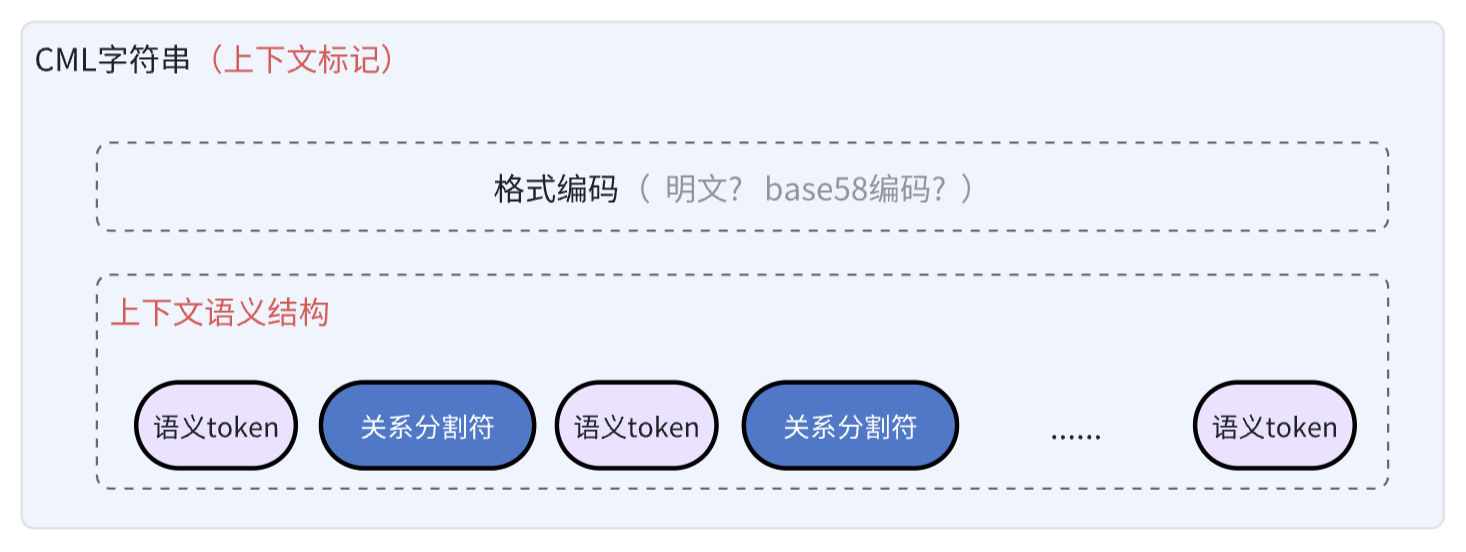 CML字符串（上下文标记）
格式编码（ 明文？ base58编码？）
上下文语义结构
语义token 关系分割符 语义token 关系分割符 ...... 语义token